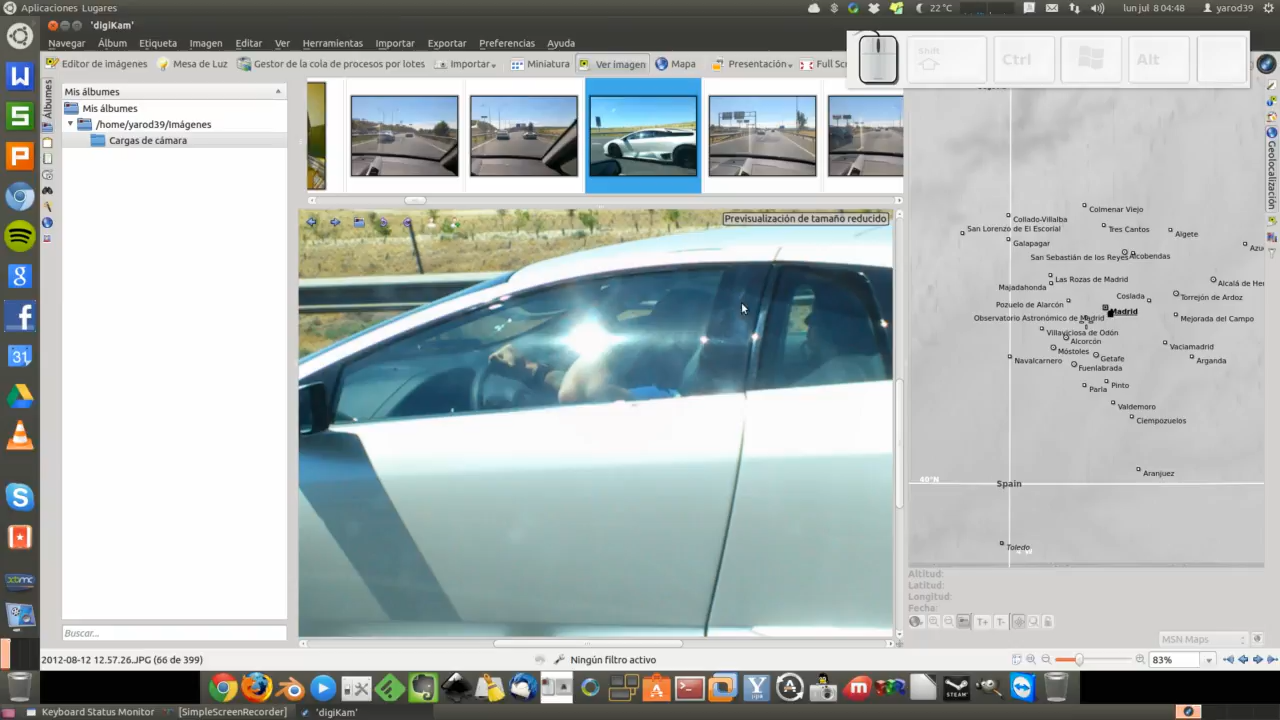 Aplicaciones Lugares
22 °C
lun jul 8 04:48
yarod39
'digiKam'
Navegar Álbum Etiqueta Imagen Editar Ver Herramientas Importar Exportar Preferencias Ayuda
Shift
Ctrl
Alt
Editor de imágenes Mesa de Luz Gestor de la cola de procesos por lotes Importar Miniatura Ver imagen Mapa Presentación Full Scr
Álbumes
Mis álbumes
Mis álbumes
/home/yarod39/Imágenes
Cargas de cámara
Previsualización de tamaño reducido
Geolocalización
Colmenar Viejo
Collado-Villalba
San Lorenzo de El Escorial
Tres Cantos
Algete
Galapagar
Azu
San Sebastián de los Reyes
Alcobendas
Las Rozas de Madrid
Alcalá de Her
Majadahonda
Coslada
Torrejón de Ardoz
Pozuelo de Alarcón
Madrid
Observatorio Astronómico de Madrid
Mejorada del Campo
Villaviciosa de Odón
Alcorcón
Vaciamadrid
Móstoles
Navalcarnero
Getafe
Arganda
Fuenlabrada
Pinto
Parla
Valdemoro
Ciempozuelos
Aranjuez
40°N
Spain
Toledo
Altitud:
Latitud:
Longitud:
Fecha:
T+ T-
MSN Maps
Buscar...
2012-08-12 12.57.26.JPG (66 de 399)
Ningún filtro activo
83%
STEAM
Keyboard Status Monitor
[SimpleScreenRecorder]
'digiKam'